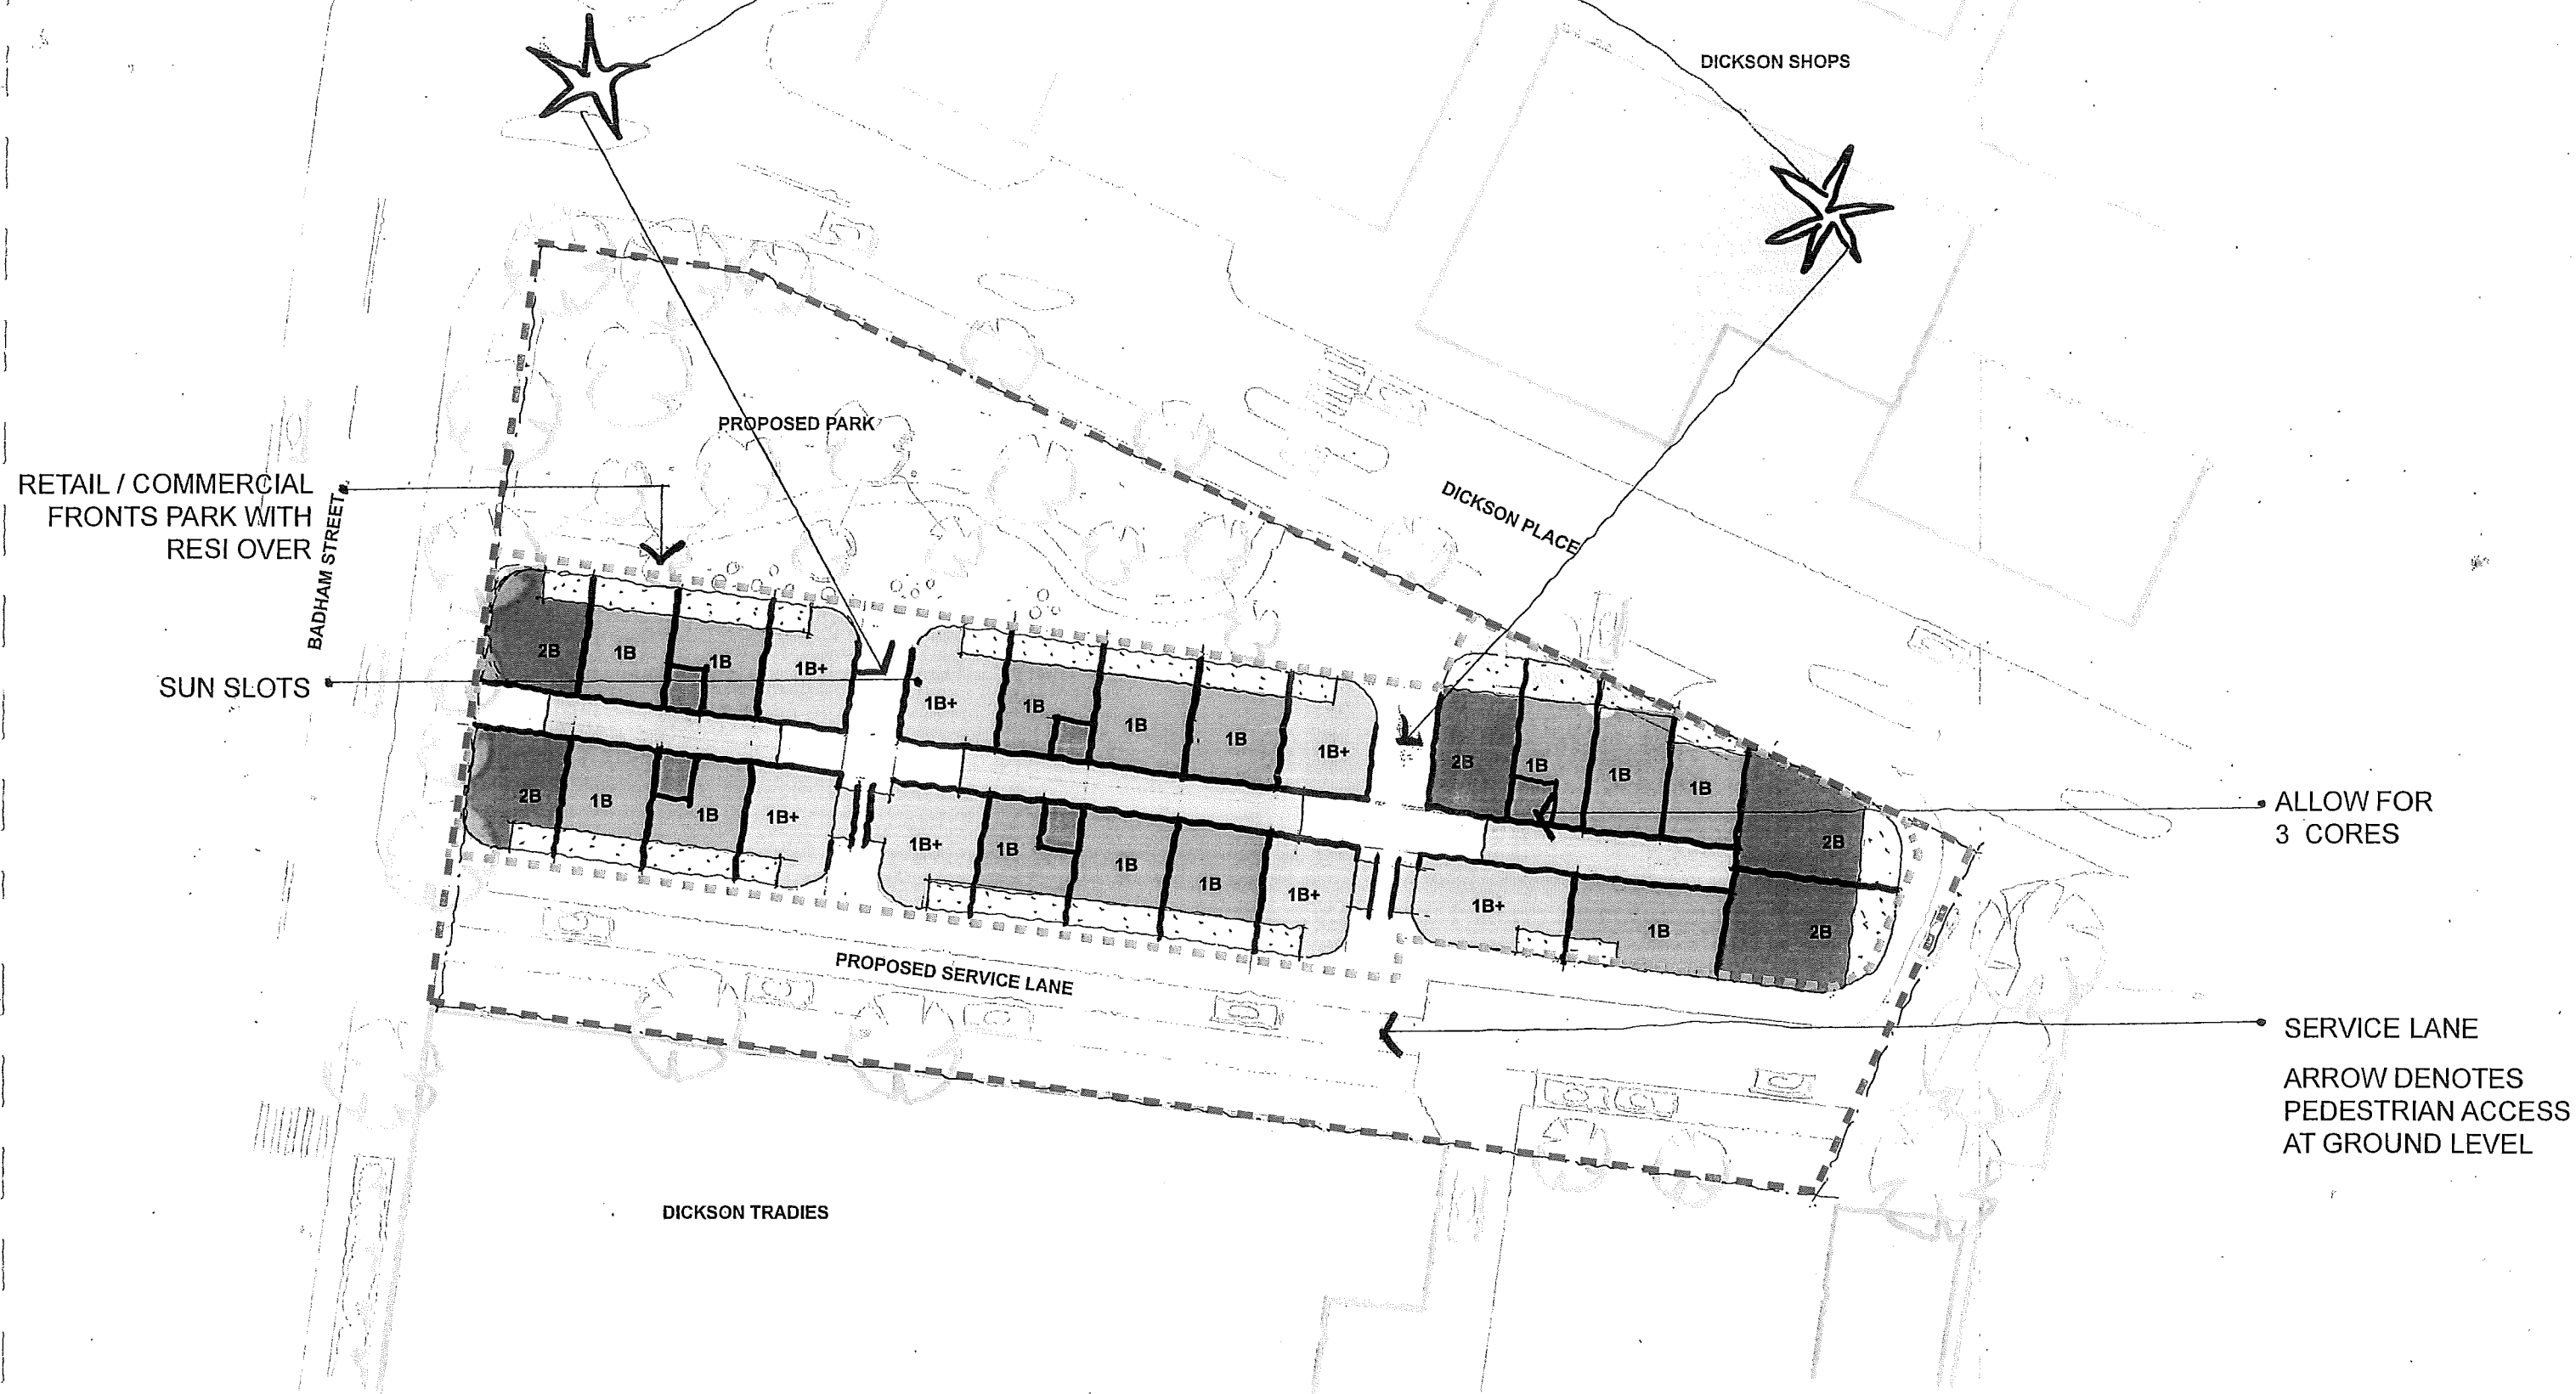 DICKSON SHOPS
PROPOSED PARK
RETAIL / COMMERCIAL
FRONTS PARK WITH
RESI OVER
BADHAM STREET
DICKSON PLACE
SUN SLOTS
2B
1B
1B
1B+
1B+
1B
1B
1B
1B+
2B
1B
1B
1B
2B
2B
1B
1B
1B+
1B+
1B
1B
1B
1B+
1B+
1B
2B
ALLOW FOR
3 CORES
PROPOSED SERVICE LANE
SERVICE LANE
ARROW DENOTES
PEDESTRIAN ACCESS
AT GROUND LEVEL
DICKSON TRADIES